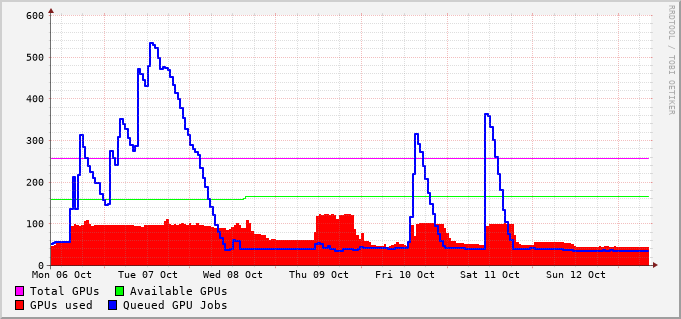 RRDTOOL / TOBI OETIKER
600
500
400
300
200
100
0
Mon 06 Oct Tue 07 Oct Wed 08 Oct Thu 09 Oct Fri 10 Oct Sat 11 Oct Sun 12 Oct
Total GPUs Available GPUs
GPUs used Queued GPU Jobs